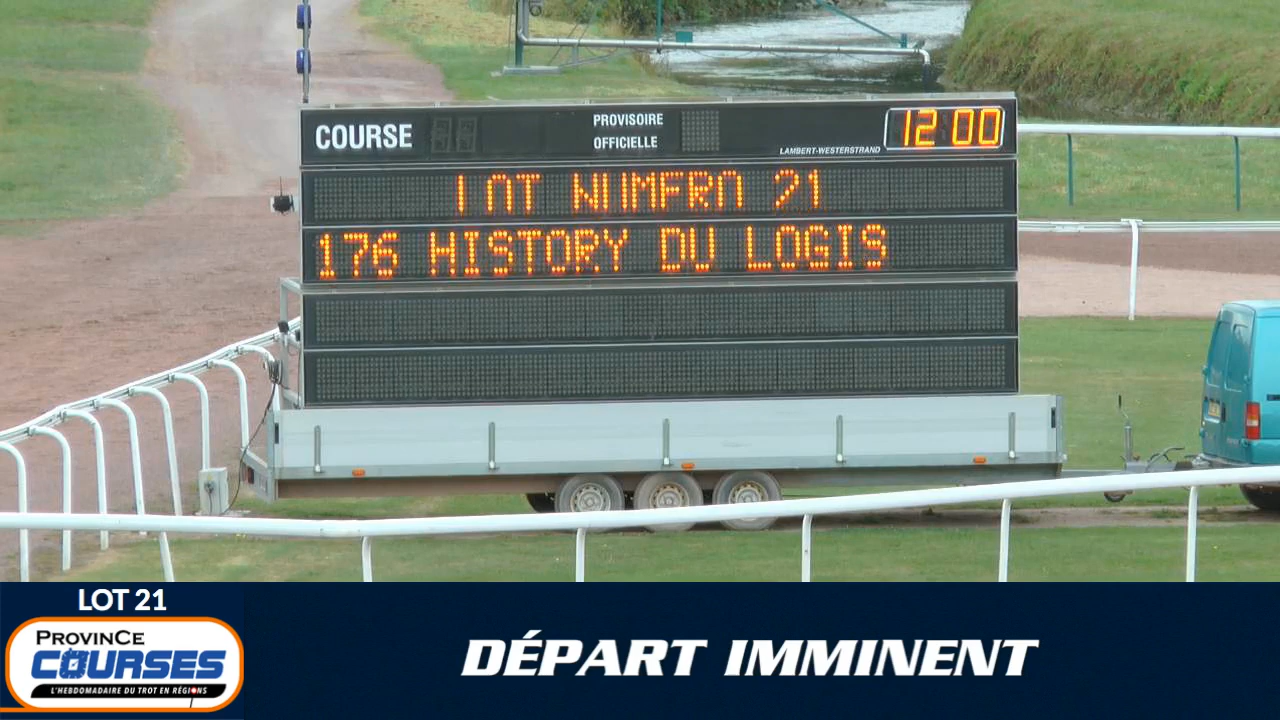 COURSE
PROVISOIRE
OFFICIELLE
12 00
LAMBERT-WESTERSTRAND
LOT NUMERO 21
176 HISTORY DU LOGIS
LOT 21
PROVINCE
COURSES
L'HEBDOMADAIRE DU TROT EN RÉGIONS
DÉPART IMMINENT